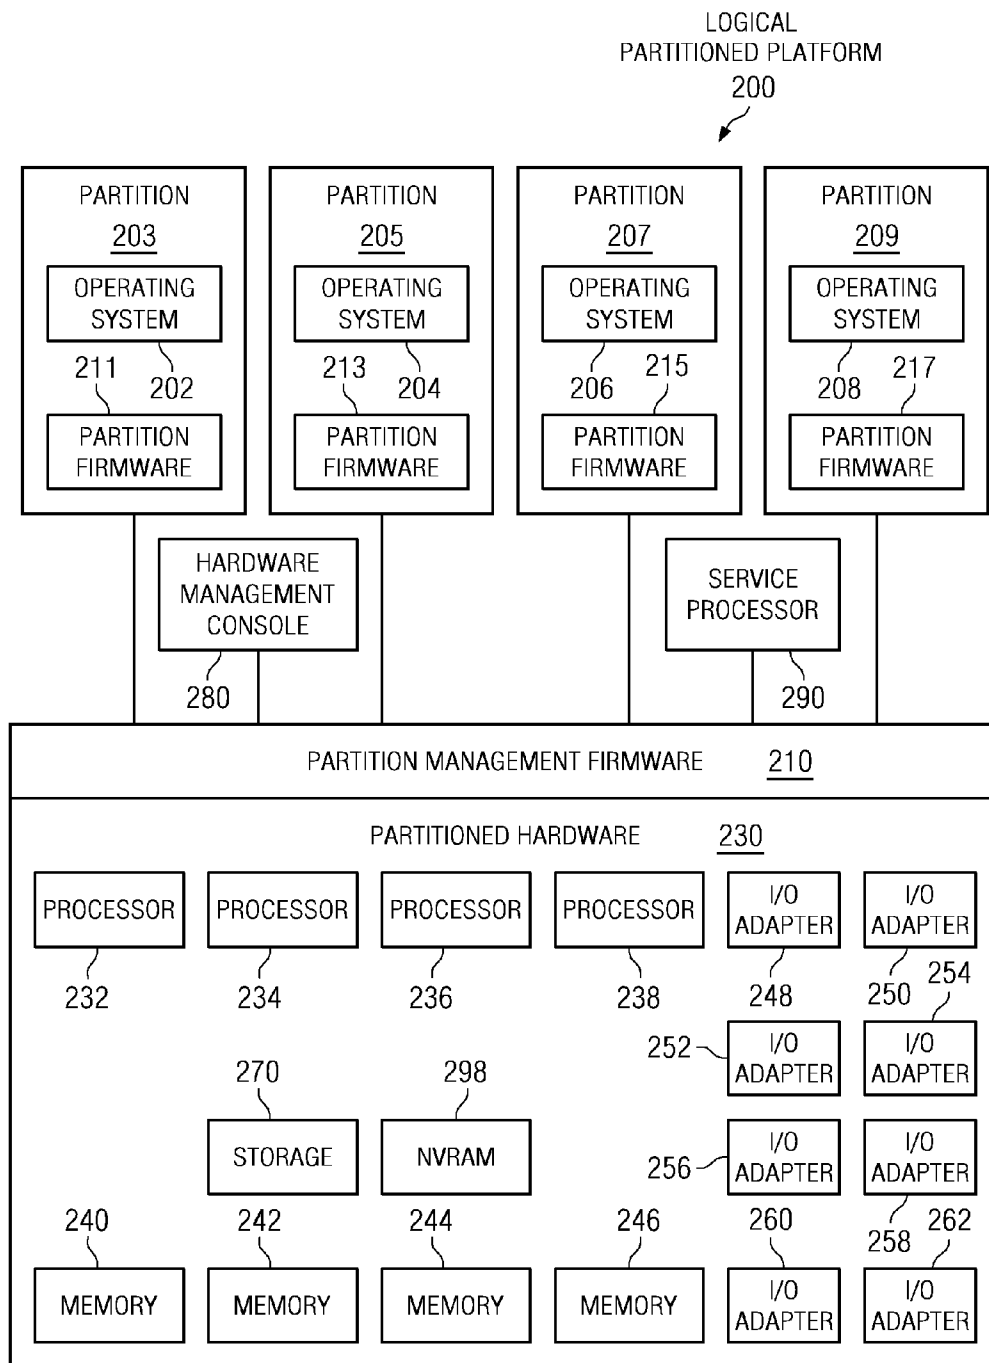 LOGICAL
PARTITIONED PLATFORM
200
PARTITION PARTITION PARTITION PARTITION
203 205 207 209
OPERATING OPERATING OPERATING OPERATING
SYSTEM SYSTEM SYSTEM SYSTEM
211 202 213 204 206 215 208 217
PARTITION PARTITION PARTITION PARTITION
FIRMWARE FIRMWARE FIRMWARE FIRMWARE
HARDWARE
MANAGEMENT
CONSOLE
280
SERVICE
PROCESSOR
290
PARTITION MANAGEMENT FIRMWARE 210
PARTITIONED HARDWARE 230
PROCESSOR PROCESSOR PROCESSOR PROCESSOR
I/O
ADAPTER
I/O
ADAPTER
232 234 236 238 248 250 254
252
I/O
ADAPTER
I/O
ADAPTER
270 298
STORAGE NVRAM
256
I/O
ADAPTER
I/O
ADAPTER
258
240 242 244 246 260 262
MEMORY MEMORY MEMORY MEMORY
I/O
ADAPTER
I/O
ADAPTER